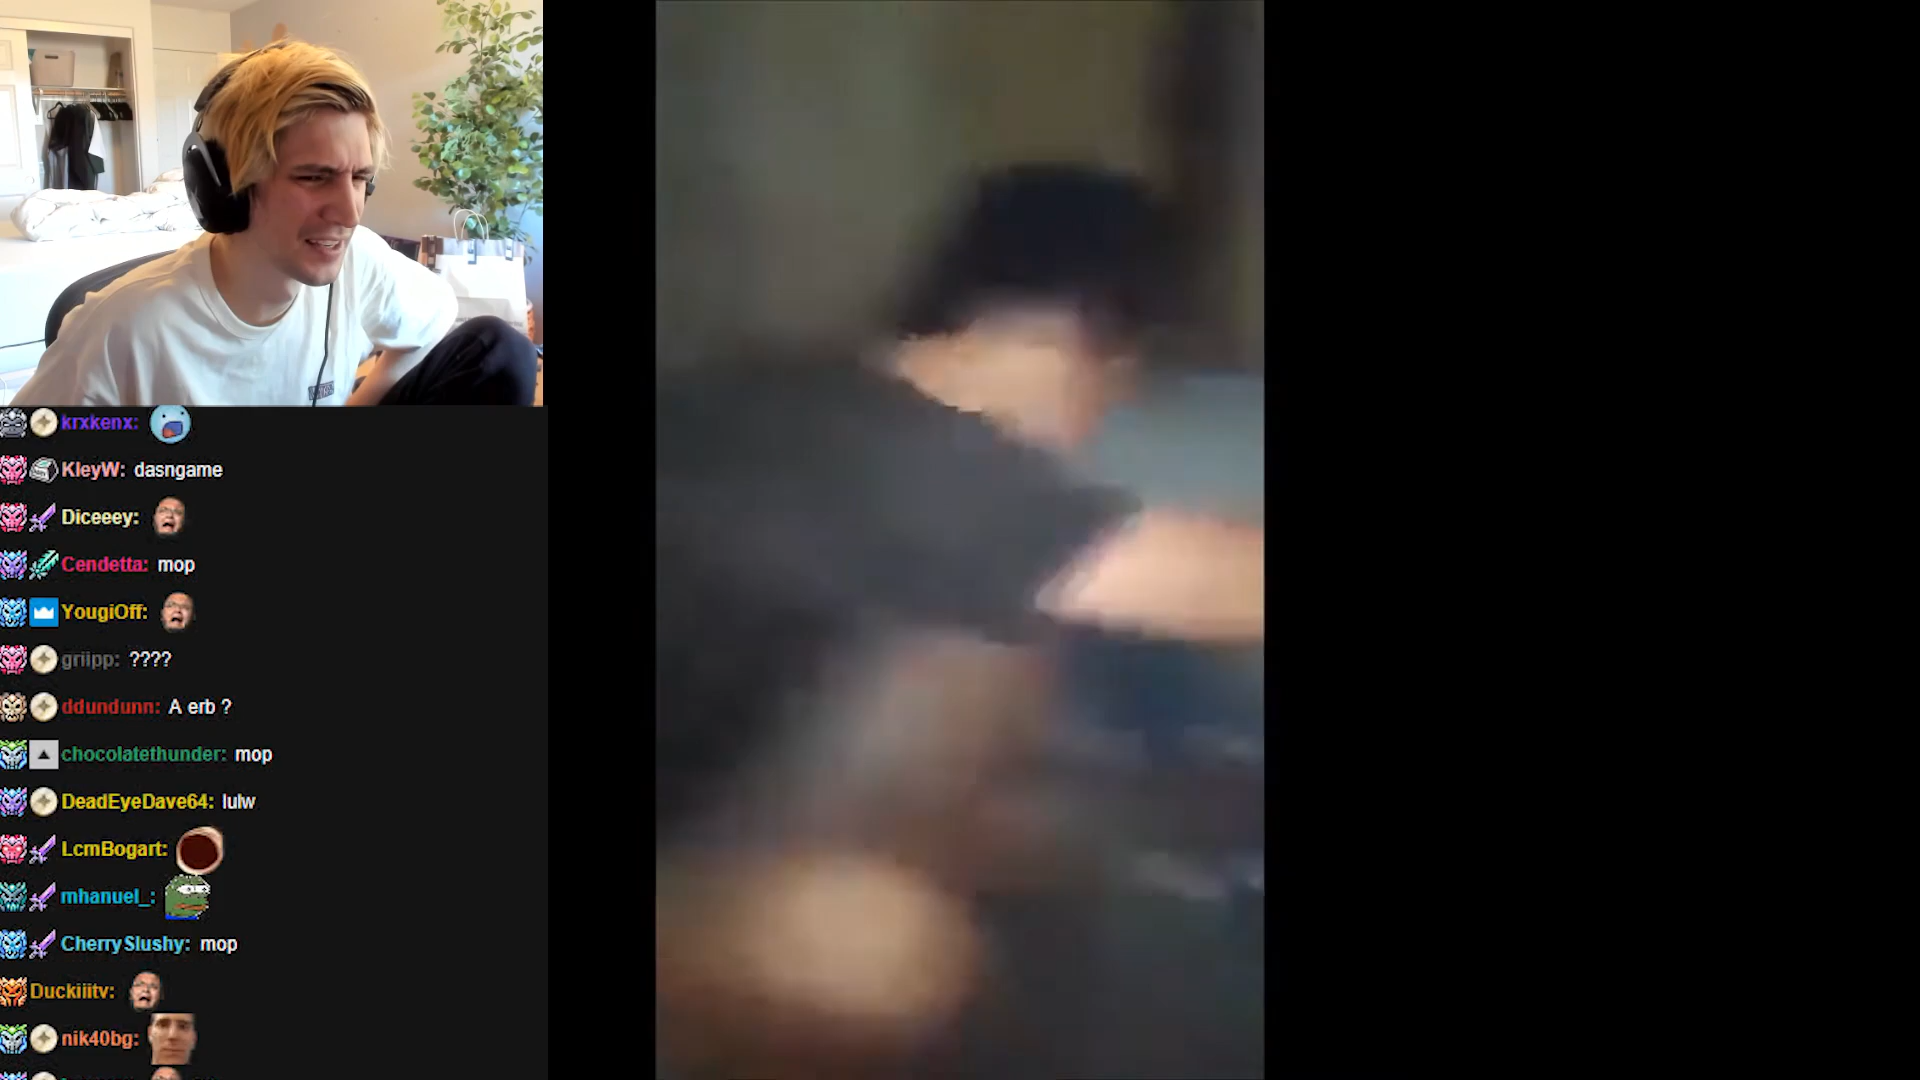 krxkenx:
KleyW: dasngame
Diceeey:
Cendetta: mop
YougiOff:
griipp: ????
ddundunn: A erb ?
chocolatethunder: mop
DeadEyeDave64: lulw
LcmBogart:
mhanuel_:
CherrySlushy: mop
Duckiiitv:
nik40bg: